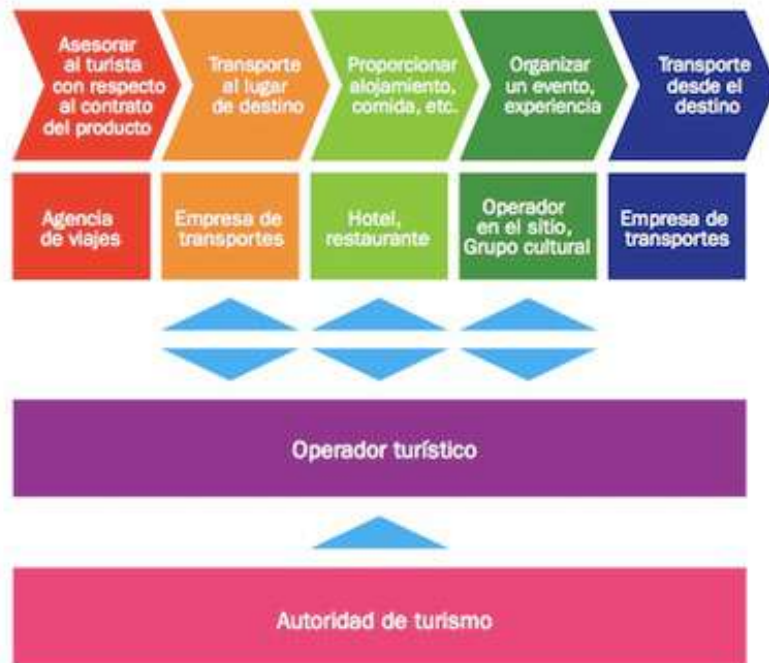 Asesorar
al turista
con respecto
al contrato
del producto
Transporte
al lugar
de destino
Proporcionar
alojamiento,
comida, etc.
Organizar
un evento,
experiencia
Transporte
desde el
destino
Agencia
de viajes
Empresa de
transportes
Hotel,
restaurante
Operador
en el sitio,
Grupo cultural
Empresa de
transportes
Operador turístico
Autoridad de turismo